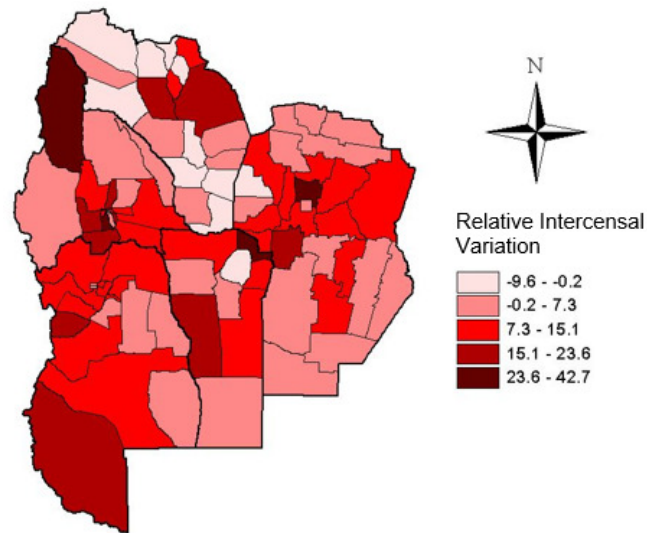 N
Relative Intercensal
Variation
-9.6 - -0.2
-0.2 - 7.3
7.3 - 15.1
15.1 - 23.6
23.6 - 42.7